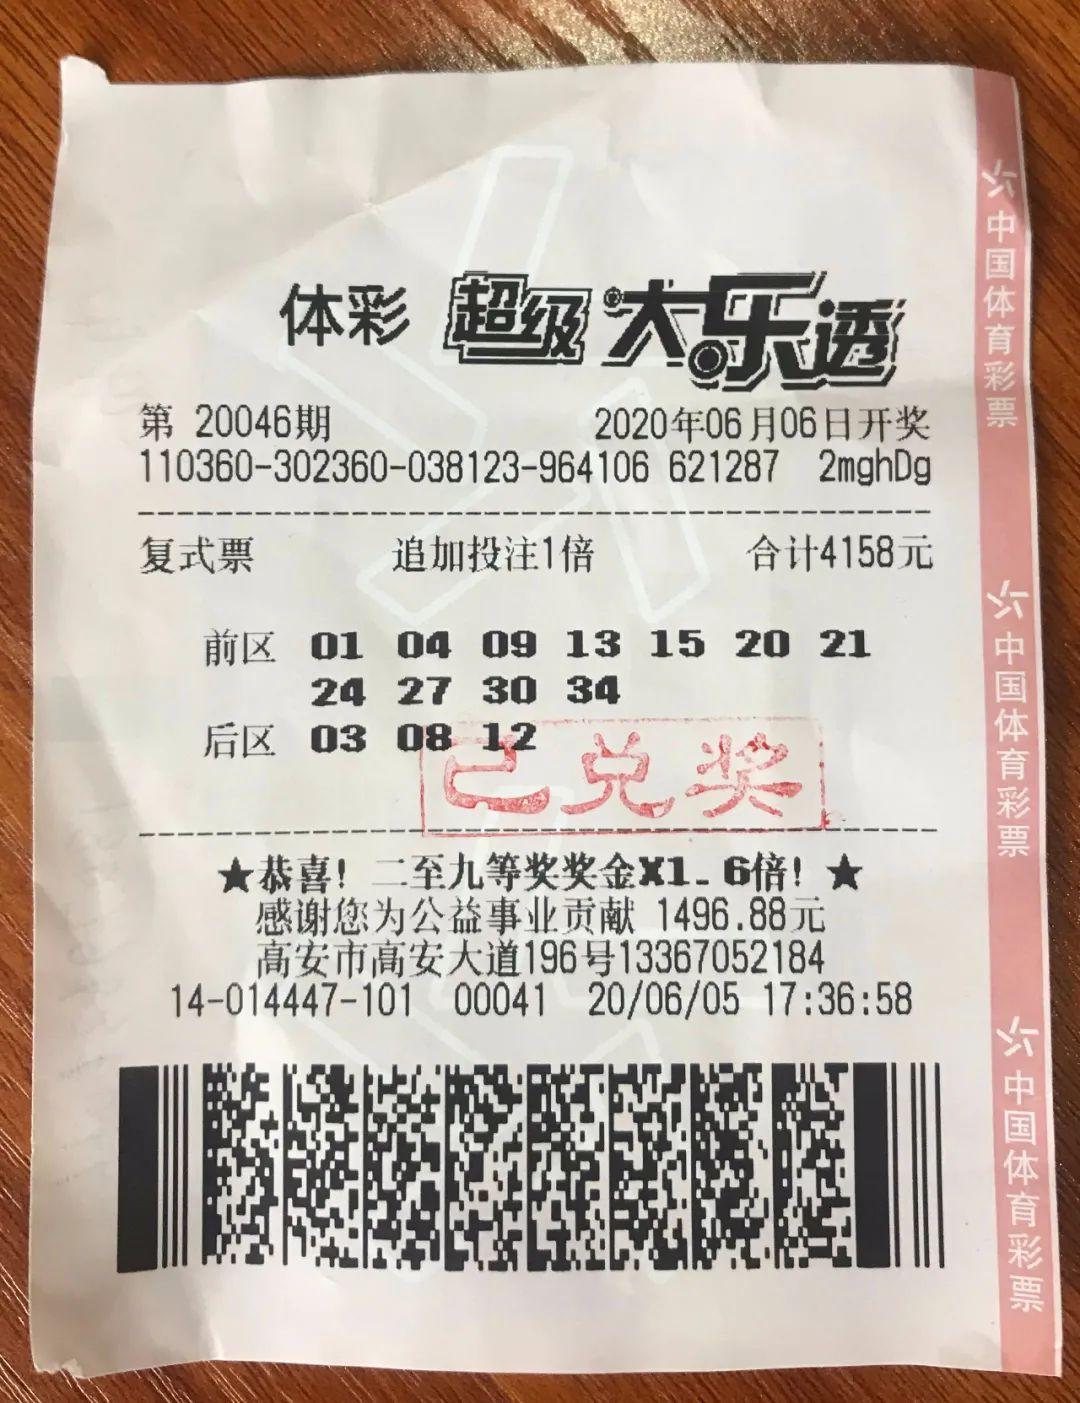 体彩 超级大乐透
第 20046期 2020年06月06日开奖
110360-302360-038123-964106 621287 2mghDg
复式票 追加投注1倍 合计4158元
前区 01 04 09 13 15 20 21
24 27 30 34
后区 03 08 12
已兑奖
★恭喜! 二至九等奖奖金X1.6倍! ★
感谢您为公益事业贡献 1496.88元
高安市高安大道196号13367052184
14-014447-101 00041 20/06/05 17:36:58
中国体育彩票
中国体育彩票
中国体育彩票